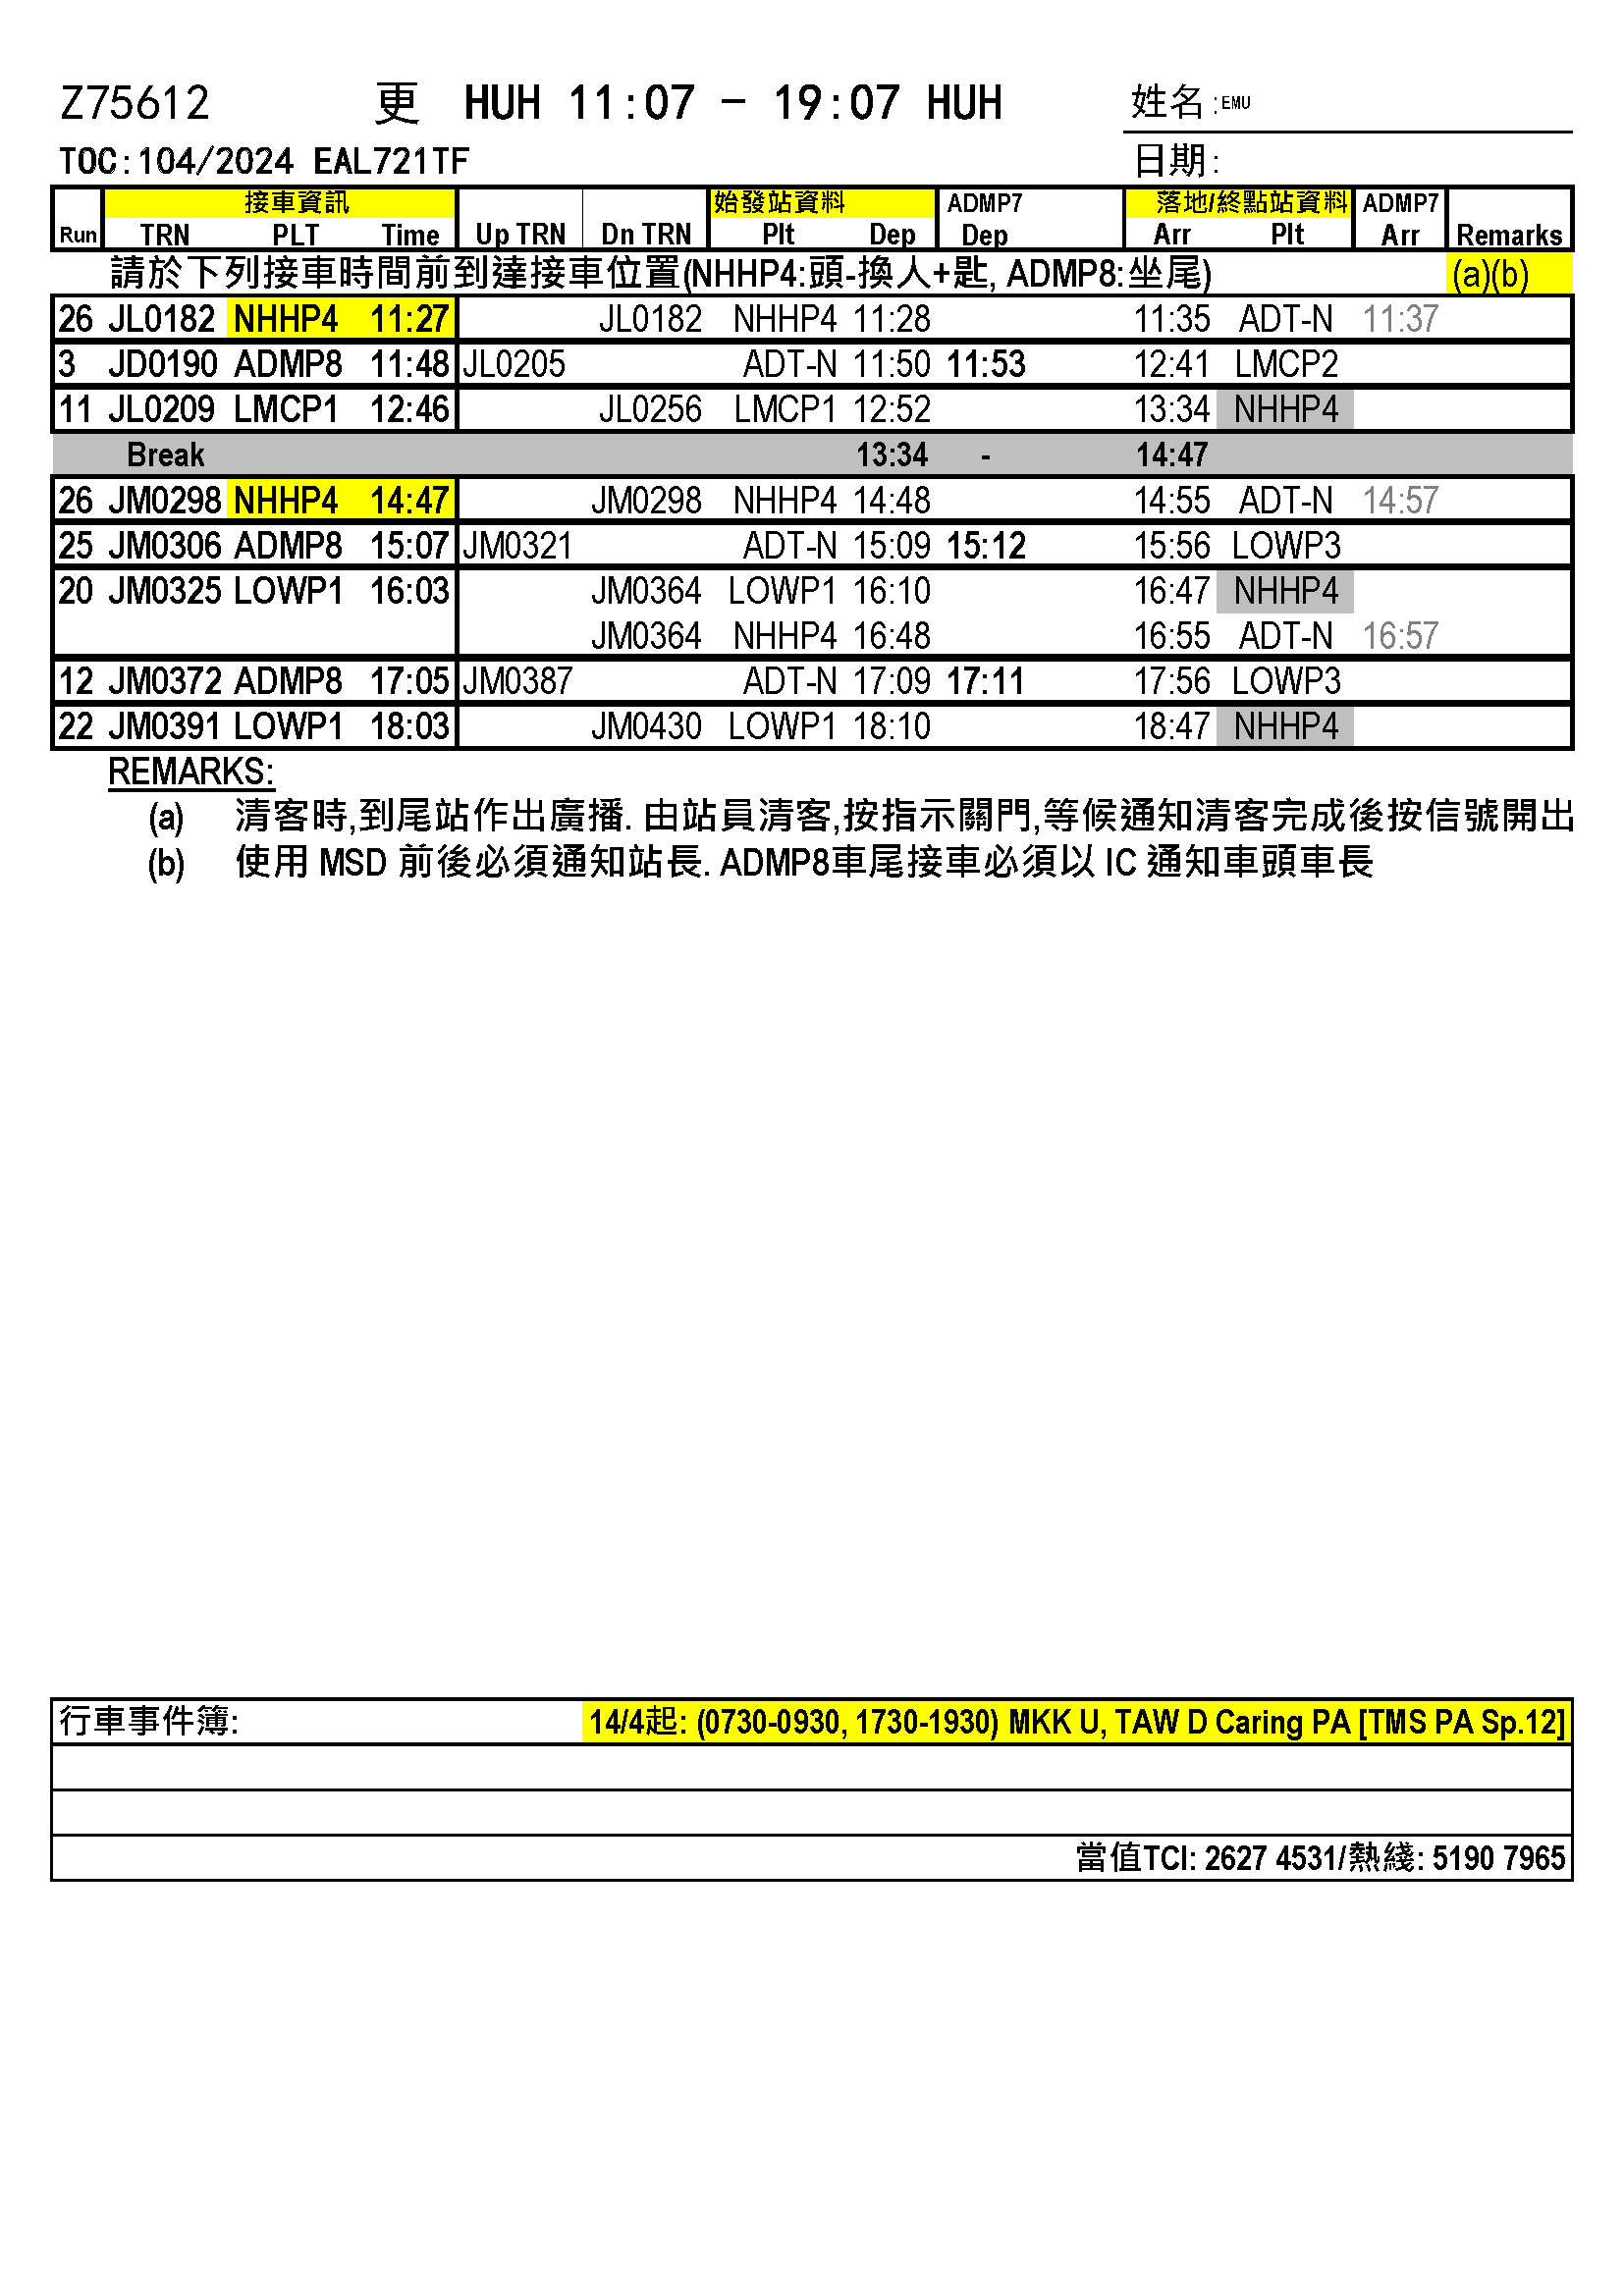 Z75612 更 HUH 11:07 - 19:07 HUH 姓名:EMU
TOC:104/2024 EAL721TF 日期:
接車資訊 始發站資料 ADMP7 落地/終點站資料 ADMP7
Run TRN PLT Time Up TRN Dn TRN Plt Dep Dep Arr Plt Arr Remarks
請於下列接車時間前到達接車位置(NHHP4:頭-換人+匙, ADMP8:坐尾) (a)(b)
26 JL0182 NHHP4 11:27 JL0182 NHHP4 11:28 11:35 ADT-N 11:37
3 JD0190 ADMP8 11:48 JL0205 ADT-N 11:50 11:53 12:41 LMCP2
11 JL0209 LMCP1 12:46 JL0256 LMCP1 12:52 13:34 NHHP4
Break 13:34 - 14:47
26 JM0298 NHHP4 14:47 JM0298 NHHP4 14:48 14:55 ADT-N 14:57
25 JM0306 ADMP8 15:07 JM0321 ADT-N 15:09 15:12 15:56 LOWP3
20 JM0325 LOWP1 16:03 JM0364 LOWP1 16:10 16:47 NHHP4
JM0364 NHHP4 16:48 16:55 ADT-N 16:57
12 JM0372 ADMP8 17:05 JM0387 ADT-N 17:09 17:11 17:56 LOWP3
22 JM0391 LOWP1 18:03 JM0430 LOWP1 18:10 18:47 NHHP4
REMARKS:
(a) 清客時,到尾站作出廣播. 由站員清客,按指示關門,等候通知清客完成後按信號開出
(b) 使用 MSD 前後必須通知站長. ADMP8車尾接車必須以 IC 通知車頭車長
行車事件簿: 14/4起: (0730-0930, 1730-1930) MKK U, TAW D Caring PA [TMS PA Sp.12]
當值TCI: 2627 4531/熱綫: 5190 7965